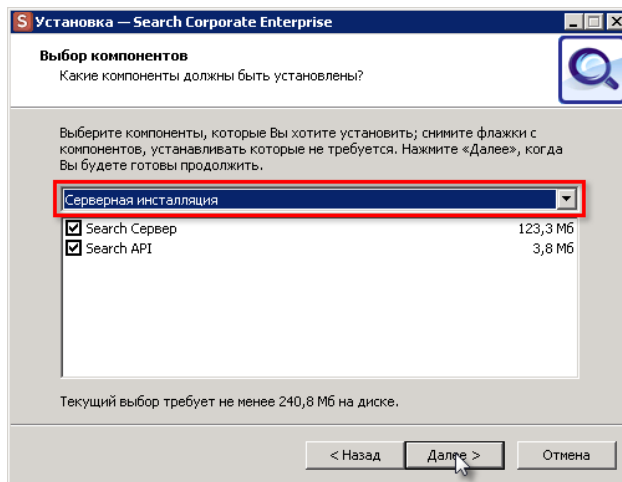 S Установка — Search Corporate Enterprise
Выбор компонентов
Какие компоненты должны быть установлены?
Выберите компоненты, которые Вы хотите установить; снимите флажки с
компонентов, устанавливать которые не требуется. Нажмите «Далее», когда
Вы будете готовы продолжить.
Серверная инсталляция
Search Сервер 123,3 Мб
Search API 3,8 Мб
Текущий выбор требует не менее 240,8 Мб на диске.
< Назад Далее > Отмена